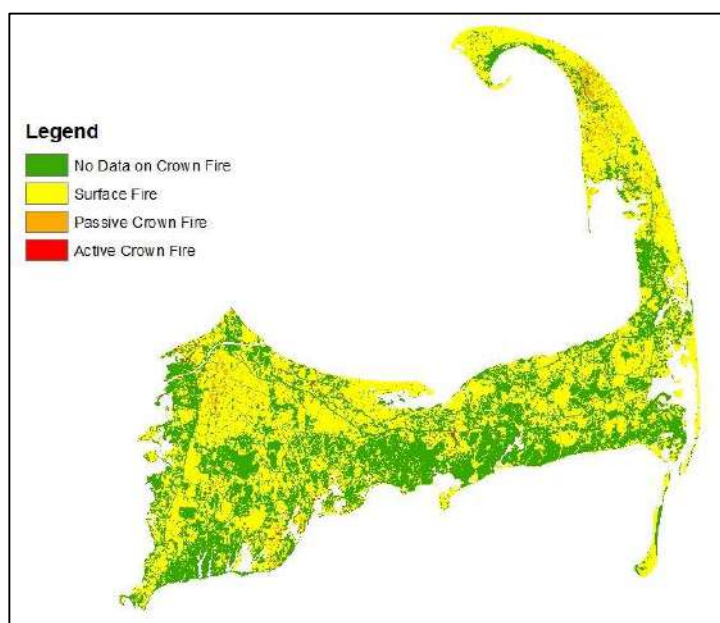 Legend
No Data on Crown Fire
Surface Fire
Passive Crown Fire
Active Crown Fire